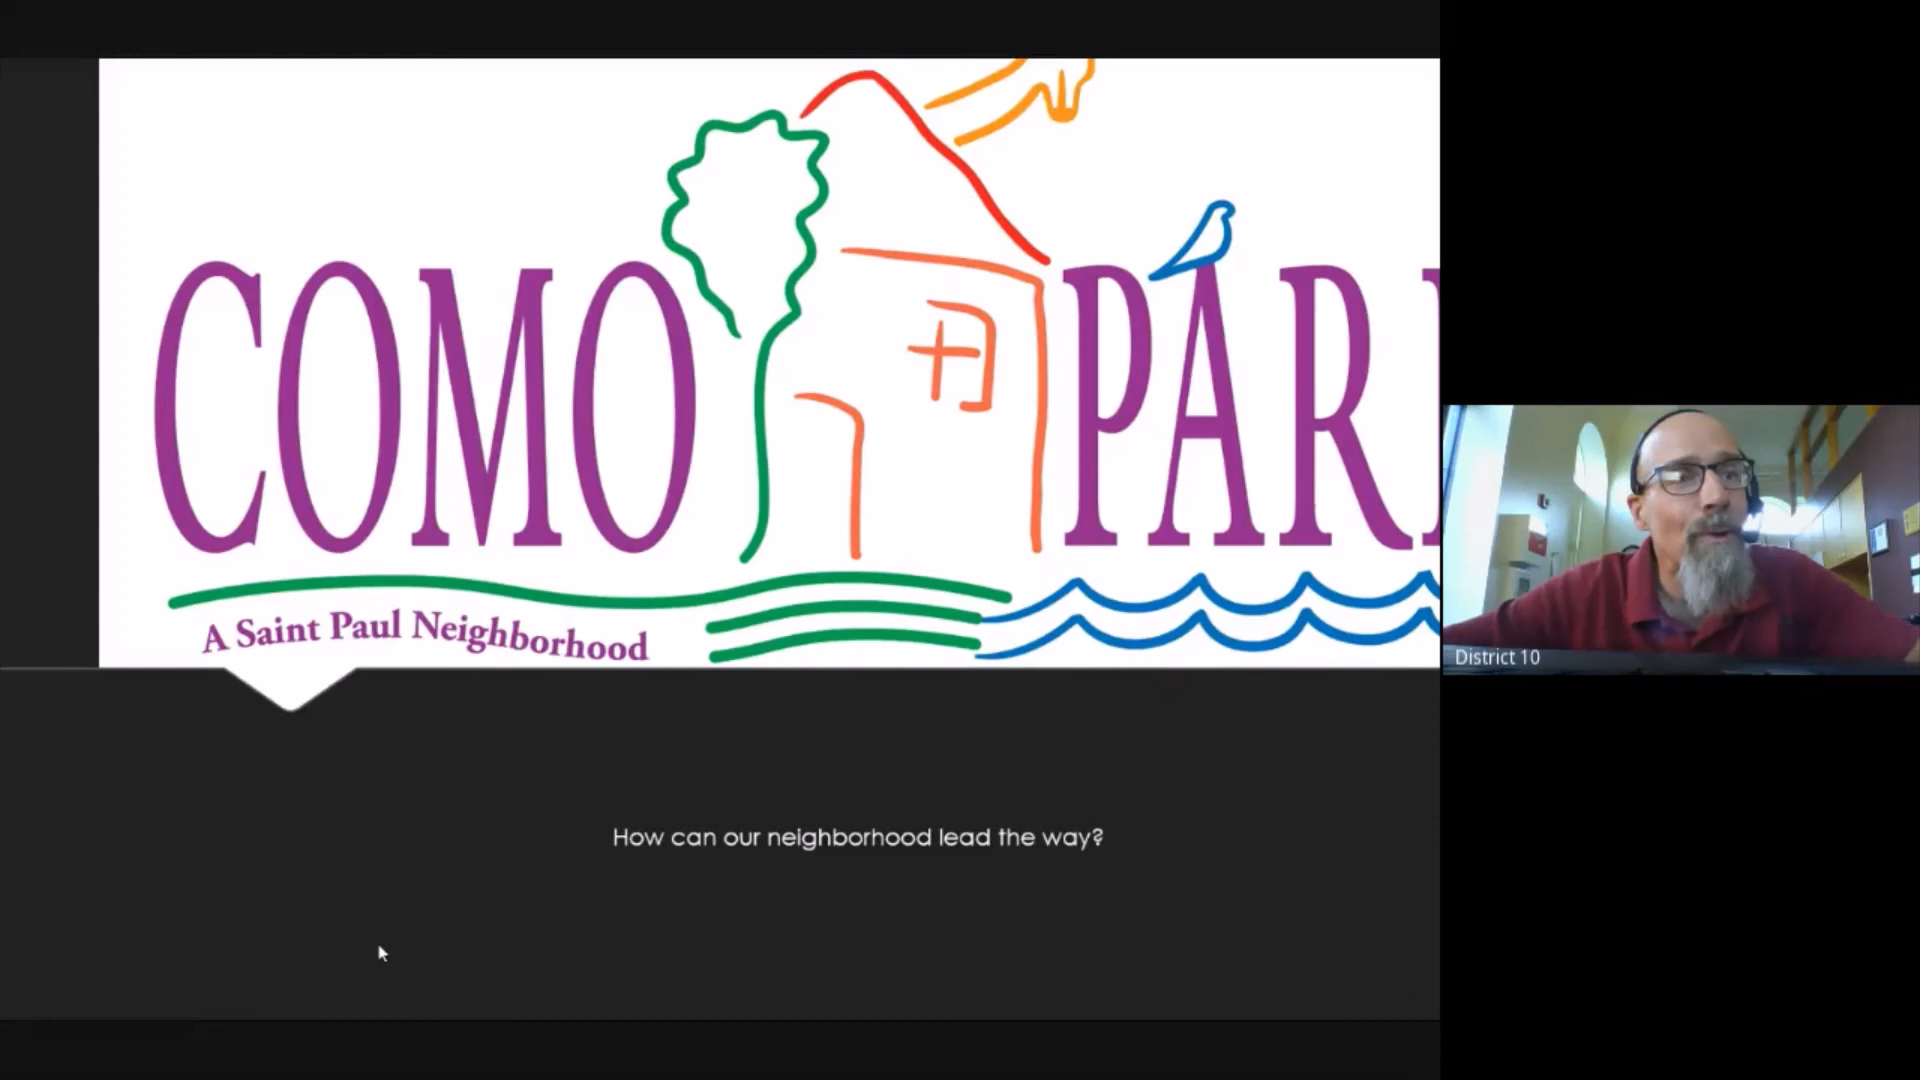 COMO PAR
A Saint Paul Neighborhood
How can our neighborhood lead the way?
District 10